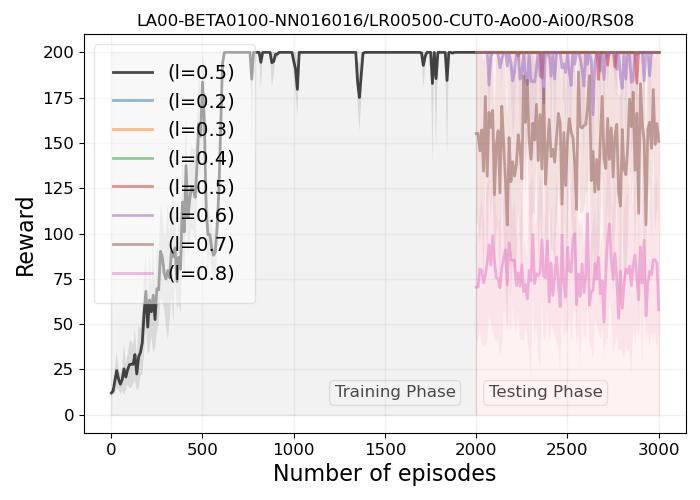 LA00-BETA0100-NN016016/LR00500-CUT0-Ao00-Ai00/RS08
200
175
150
125
100
75
50
25
0
Reward
(l=0.5)
(l=0.2)
(l=0.3)
(l=0.4)
(l=0.5)
(l=0.6)
(l=0.7)
(l=0.8)
Training Phase
Testing Phase
0
500
1000
1500
2000
2500
3000
Number of episodes